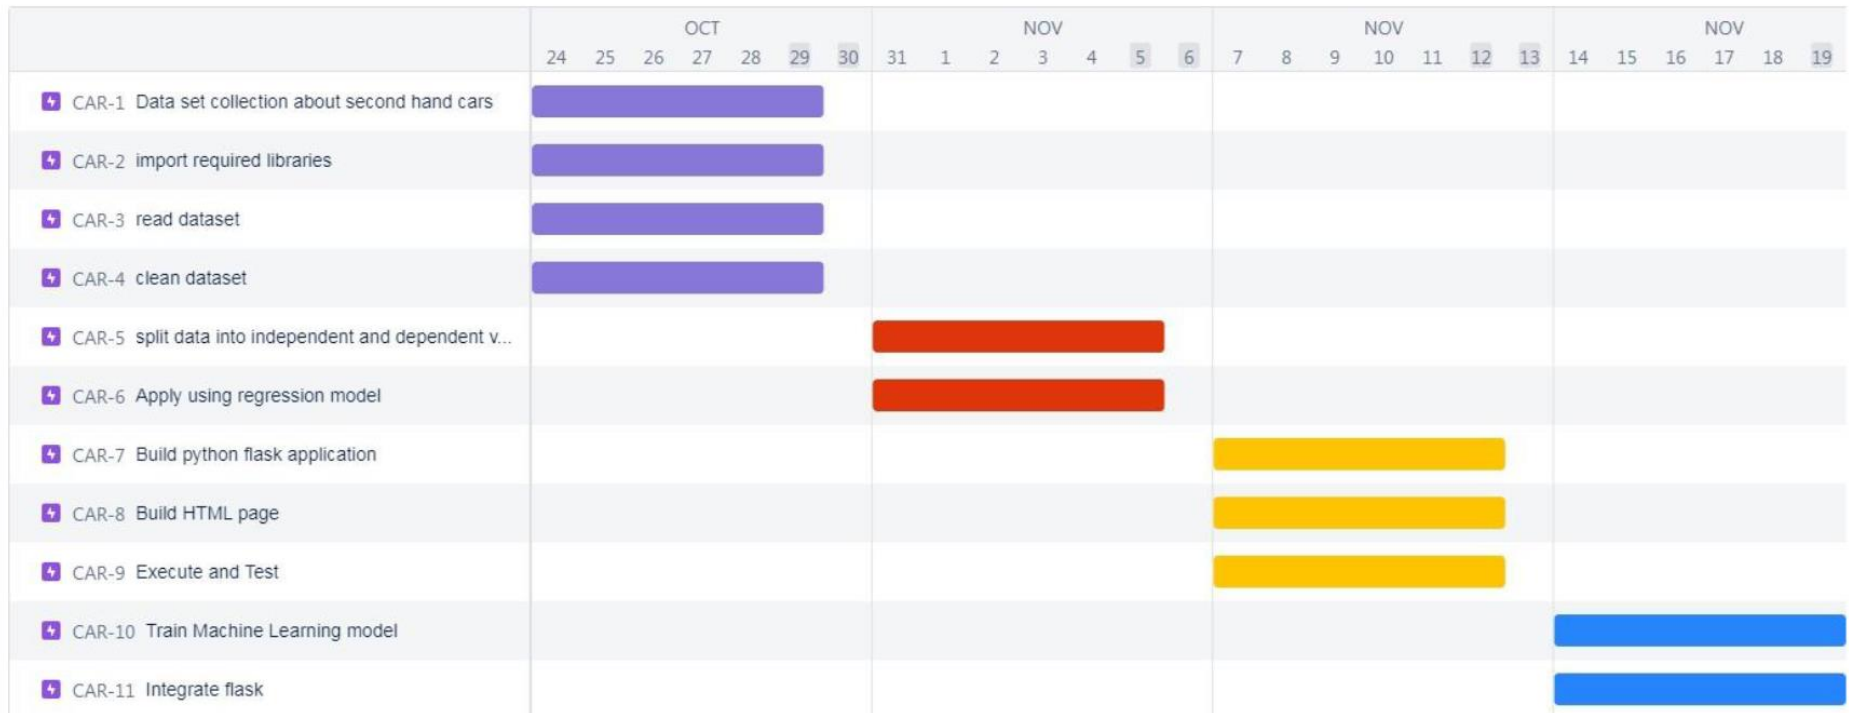 OCT NOV NOV NOV
24 25 26 27 28 29 30 31 1 2 3 4 5 6 7 8 9 10 11 12 13 14 15 16 17 18 19
CAR-1 Data set collection about second hand cars
CAR-2 import required libraries
CAR-3 read dataset
CAR-4 clean dataset
CAR-5 split data into independent and dependent v...
CAR-6 Apply using regression model
CAR-7 Build python flask application
CAR-8 Build HTML page
CAR-9 Execute and Test
CAR-10 Train Machine Learning model
CAR-11 Integrate flask